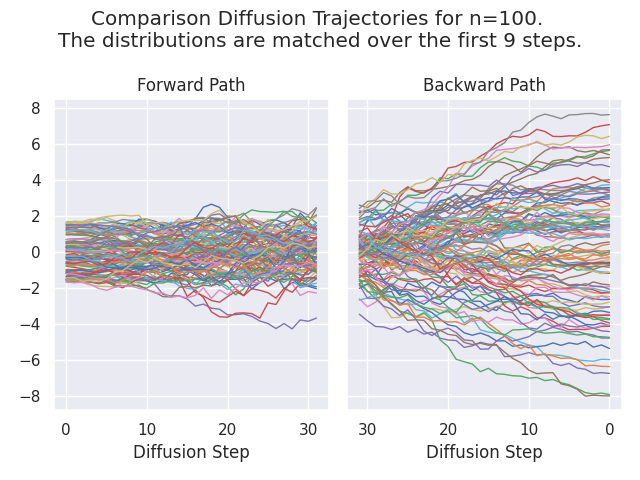 Comparison Diffusion Trajectories for n=100.
The distributions are matched over the first 9 steps.
Forward Path
Backward Path
8
6
4
2
0
−2
−4
−6
−8
0 10 20 30
30 20 10 0
Diffusion Step
Diffusion Step